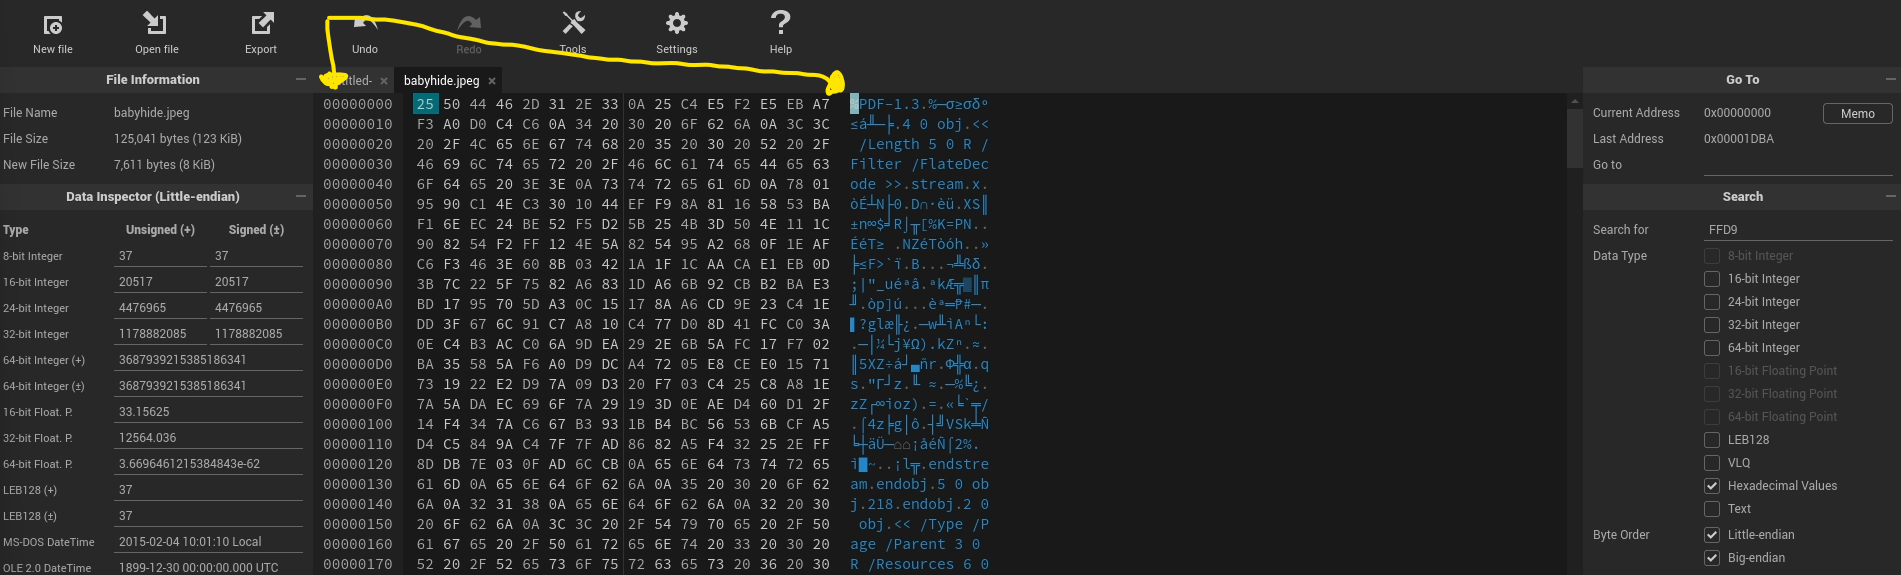 New file
Open file
Export
Undo
Redo
Tools
Settings
Help
File Information
File Name babyhide.jpeg
File Size 125,041 bytes (123 KiB)
New File Size 7,611 bytes (8 KiB)
Data Inspector (Little-endian)
Type Unsigned (+) Signed (±)
8-bit Integer 37 37
16-bit Integer 20517 20517
24-bit Integer 4476965 4476965
32-bit Integer 1178882085 1178882085
64-bit Integer (+) 3687939215385186341
64-bit Integer (±) 3687939215385186341
16-bit Float. P. 33.15625
32-bit Float. P. 12564.036
64-bit Float. P. 3.6696461215384843e-62
LEB128 (+) 37
LEB128 (±) 37
MS-DOS DateTime 2015-02-04 10:01:10 Local
OLE 2.0 DateTime 1899-12-30 00:00:00.000 UTC
babyhide.jpeg ×
00000000 25 50 44 46 2D 31 2E 33 0A 25 C4 E5 F2 E5 EB A7 %PDF-1.3.%─σ≥σδº
00000010 F3 A0 D0 C4 C6 0A 34 20 30 20 6F 62 6A 0A 3C 3C ≤á╨─╞.4 0 obj.<<
00000020 20 2F 4C 65 6E 67 74 68 20 35 20 30 20 52 20 2F /Length 5 0 R /
00000030 46 69 6C 74 65 72 20 2F 46 6C 61 74 65 44 65 63 Filter /FlateDec
00000040 6F 64 65 20 3E 3E 0A 73 74 72 65 61 6D 0A 78 01 ode >>.stream.x.
00000050 95 90 C1 4E C3 30 10 44 EF F9 8A 81 16 58 53 BA
00000060 F1 6E EC 24 BE 52 F5 D2 5B 25 4B 3D 50 4E 11 1C
00000070 90 82 54 F2 FF 12 4E 5A 82 54 95 A2 68 0F 1E AF
00000080 C6 F3 46 3E 60 8B 03 42 1A 1F 1C AA CA E1 EB 0D
00000090 3B 7C 22 5F 75 82 A6 83 1D A6 6B 92 CB B2 BA E3
000000A0 BD 17 95 70 5D A3 0C 15 17 8A A6 CD 9E 23 C4 1E
000000B0 DD 3F 67 6C 91 C7 A8 10 C4 77 D0 8D 41 FC C0 3A
000000C0 0E C4 B3 AC C0 6A 9D EA 29 2E 6B 5A FC 17 F7 02
000000D0 BA 35 58 5A F6 A0 D9 DC A4 72 05 E8 CE E0 15 71
000000E0 73 19 22 E2 D9 7A 09 D3 20 F7 03 C4 25 C8 A8 1E
000000F0 7A 5A DA EC 69 6F 7A 29 19 3D 0E AE D4 60 D1 2F
00000100 14 F4 34 7A C6 67 B3 93 1B B4 BC 56 53 6B CF A5
00000110 D4 C5 84 9A C4 7F 7F AD 86 82 A5 F4 32 25 2E FF
00000120 8D DB 7E 03 0F AD 6C CB 0A 65 6E 64 73 74 72 65 ì█~..¡l╦.endstre
00000130 61 6D 0A 65 6E 64 6F 62 6A 0A 35 20 30 20 6F 62 am.endobj.5 0 ob
00000140 6A 0A 32 31 38 0A 65 6E 64 6F 62 6A 0A 32 20 30 j.218.endobj.2 0
00000150 20 6F 62 6A 0A 3C 3C 20 2F 54 79 70 65 20 2F 50 obj.<< /Type /P
00000160 61 67 65 20 2F 50 61 72 65 6E 74 20 33 20 30 20 age /Parent 3 0
00000170 52 20 2F 52 65 73 6F 75 72 63 65 73 20 36 20 30 R /Resources 6 0
Go To
Current Address 0x00000000 Memo
Last Address 0x00001DBA
Go to
Search
Search for FFD9
Data Type 8-bit Integer
16-bit Integer
24-bit Integer
32-bit Integer
64-bit Integer
16-bit Floating Point
32-bit Floating Point
64-bit Floating Point
LEB128
VLQ
Hexadecimal Values
Text
Byte Order Little-endian
Big-endian